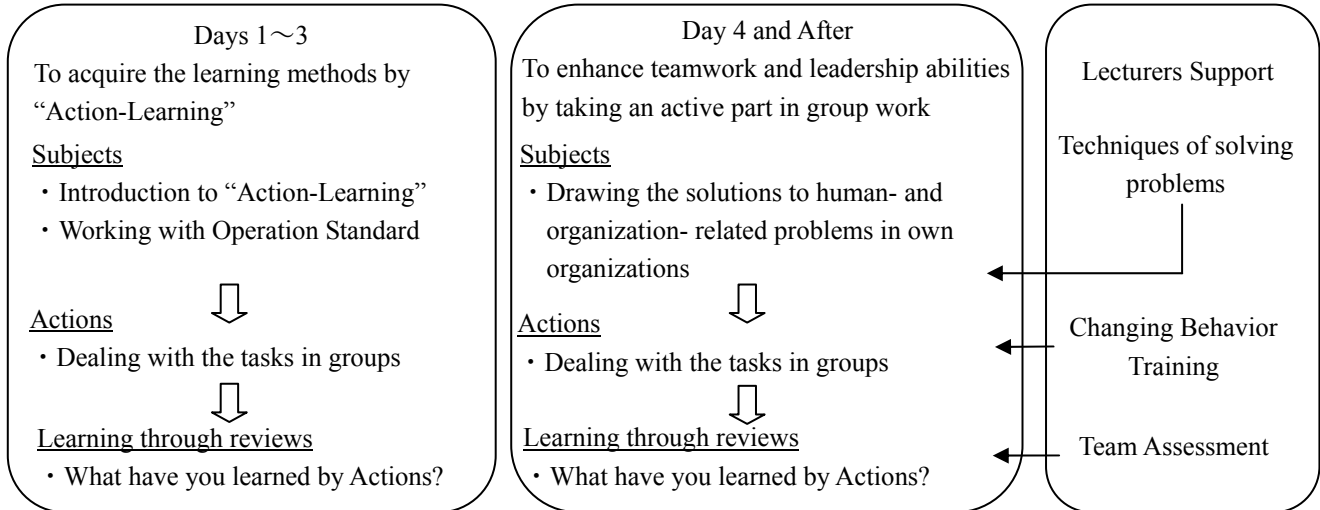 Days 1～3
To acquire the learning methods by
“Action-Learning”
Subjects
・Introduction to “Action-Learning”
・Working with Operation Standard
Actions
・Dealing with the tasks in groups
Learning through reviews
・What have you learned by Actions?
Day 4 and After
To enhance teamwork and leadership abilities
by taking an active part in group work
Subjects
・Drawing the solutions to human- and
organization- related problems in own
organizations
Actions
・Dealing with the tasks in groups
Learning through reviews
・What have you learned by Actions?
Lecturers Support
Techniques of solving
problems
Changing Behavior
Training
Team Assessment